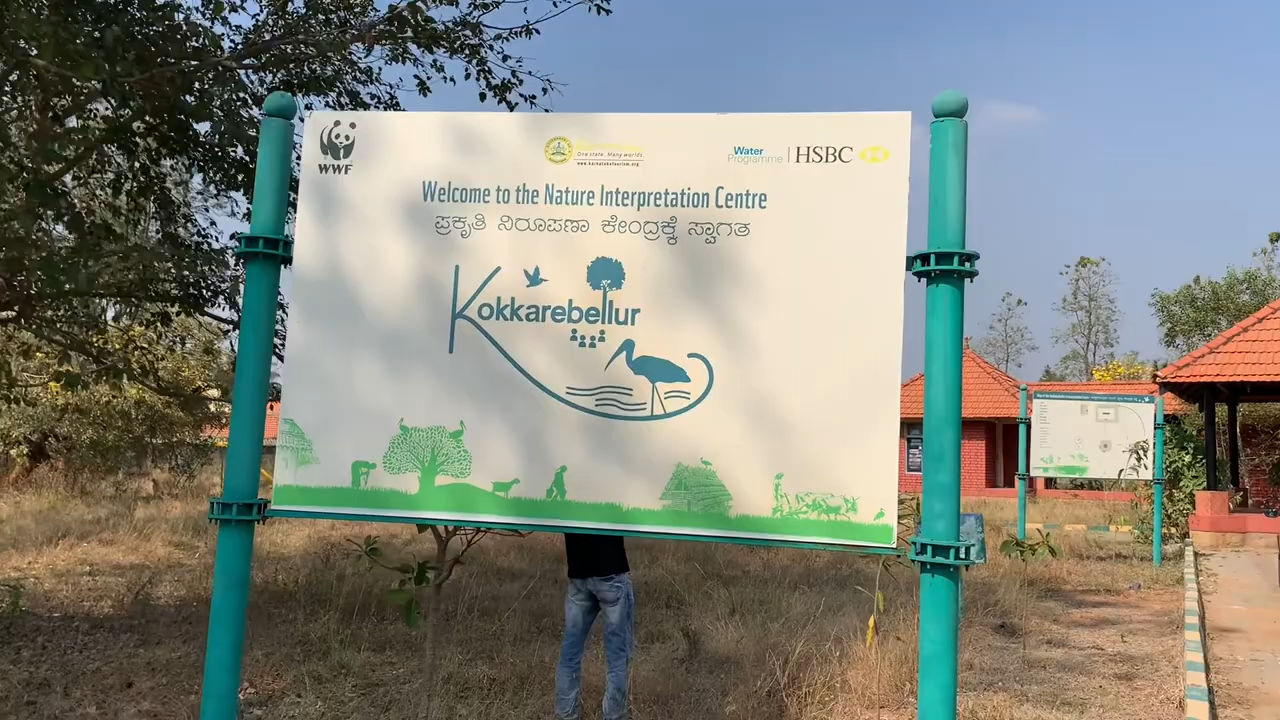 WWF
One state. Many worlds.
www.karnatakatourism.org
Water
Programme
HSBC
Welcome to the Nature Interpretation Centre
ಪ್ರಕೃತಿ ನಿರೂಪಣಾ ಕೇಂದ್ರಕ್ಕೆ ಸ್ವಾಗತ
Kokkarebellur